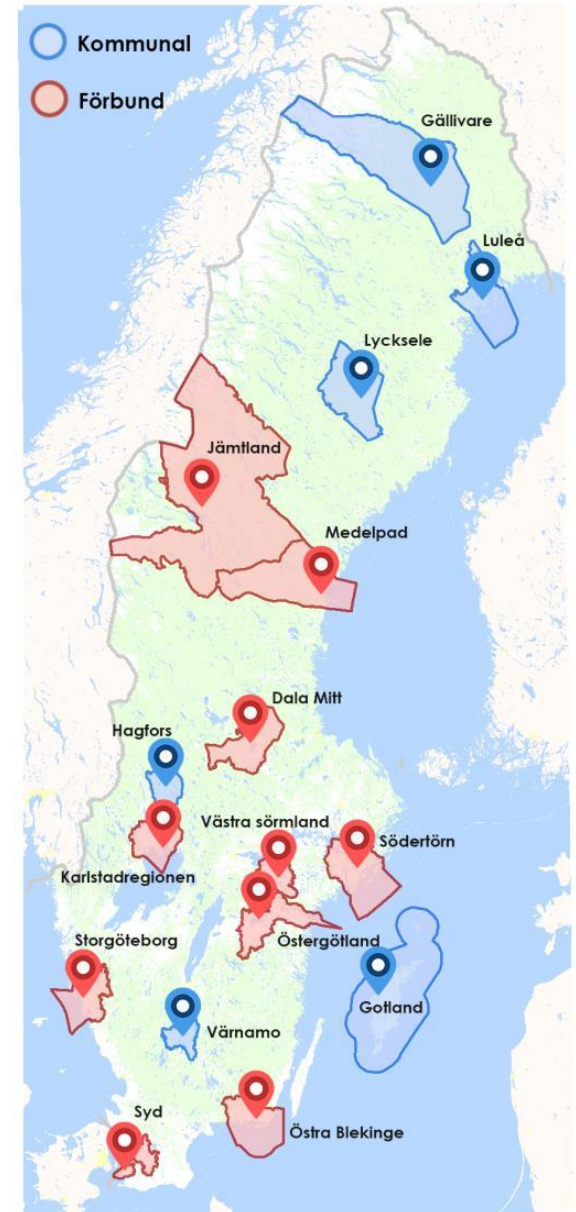 Kommunal
Förbund
Gällivare
Luleå
Lycksele
Jämtland
Medelpad
Dala Mitt
Hagfors
Västra sörmland
Södertörn
Karlstadregionen
Storgöteborg
Östergötland
Gotland
Värnamo
Syd
Östra Blekinge